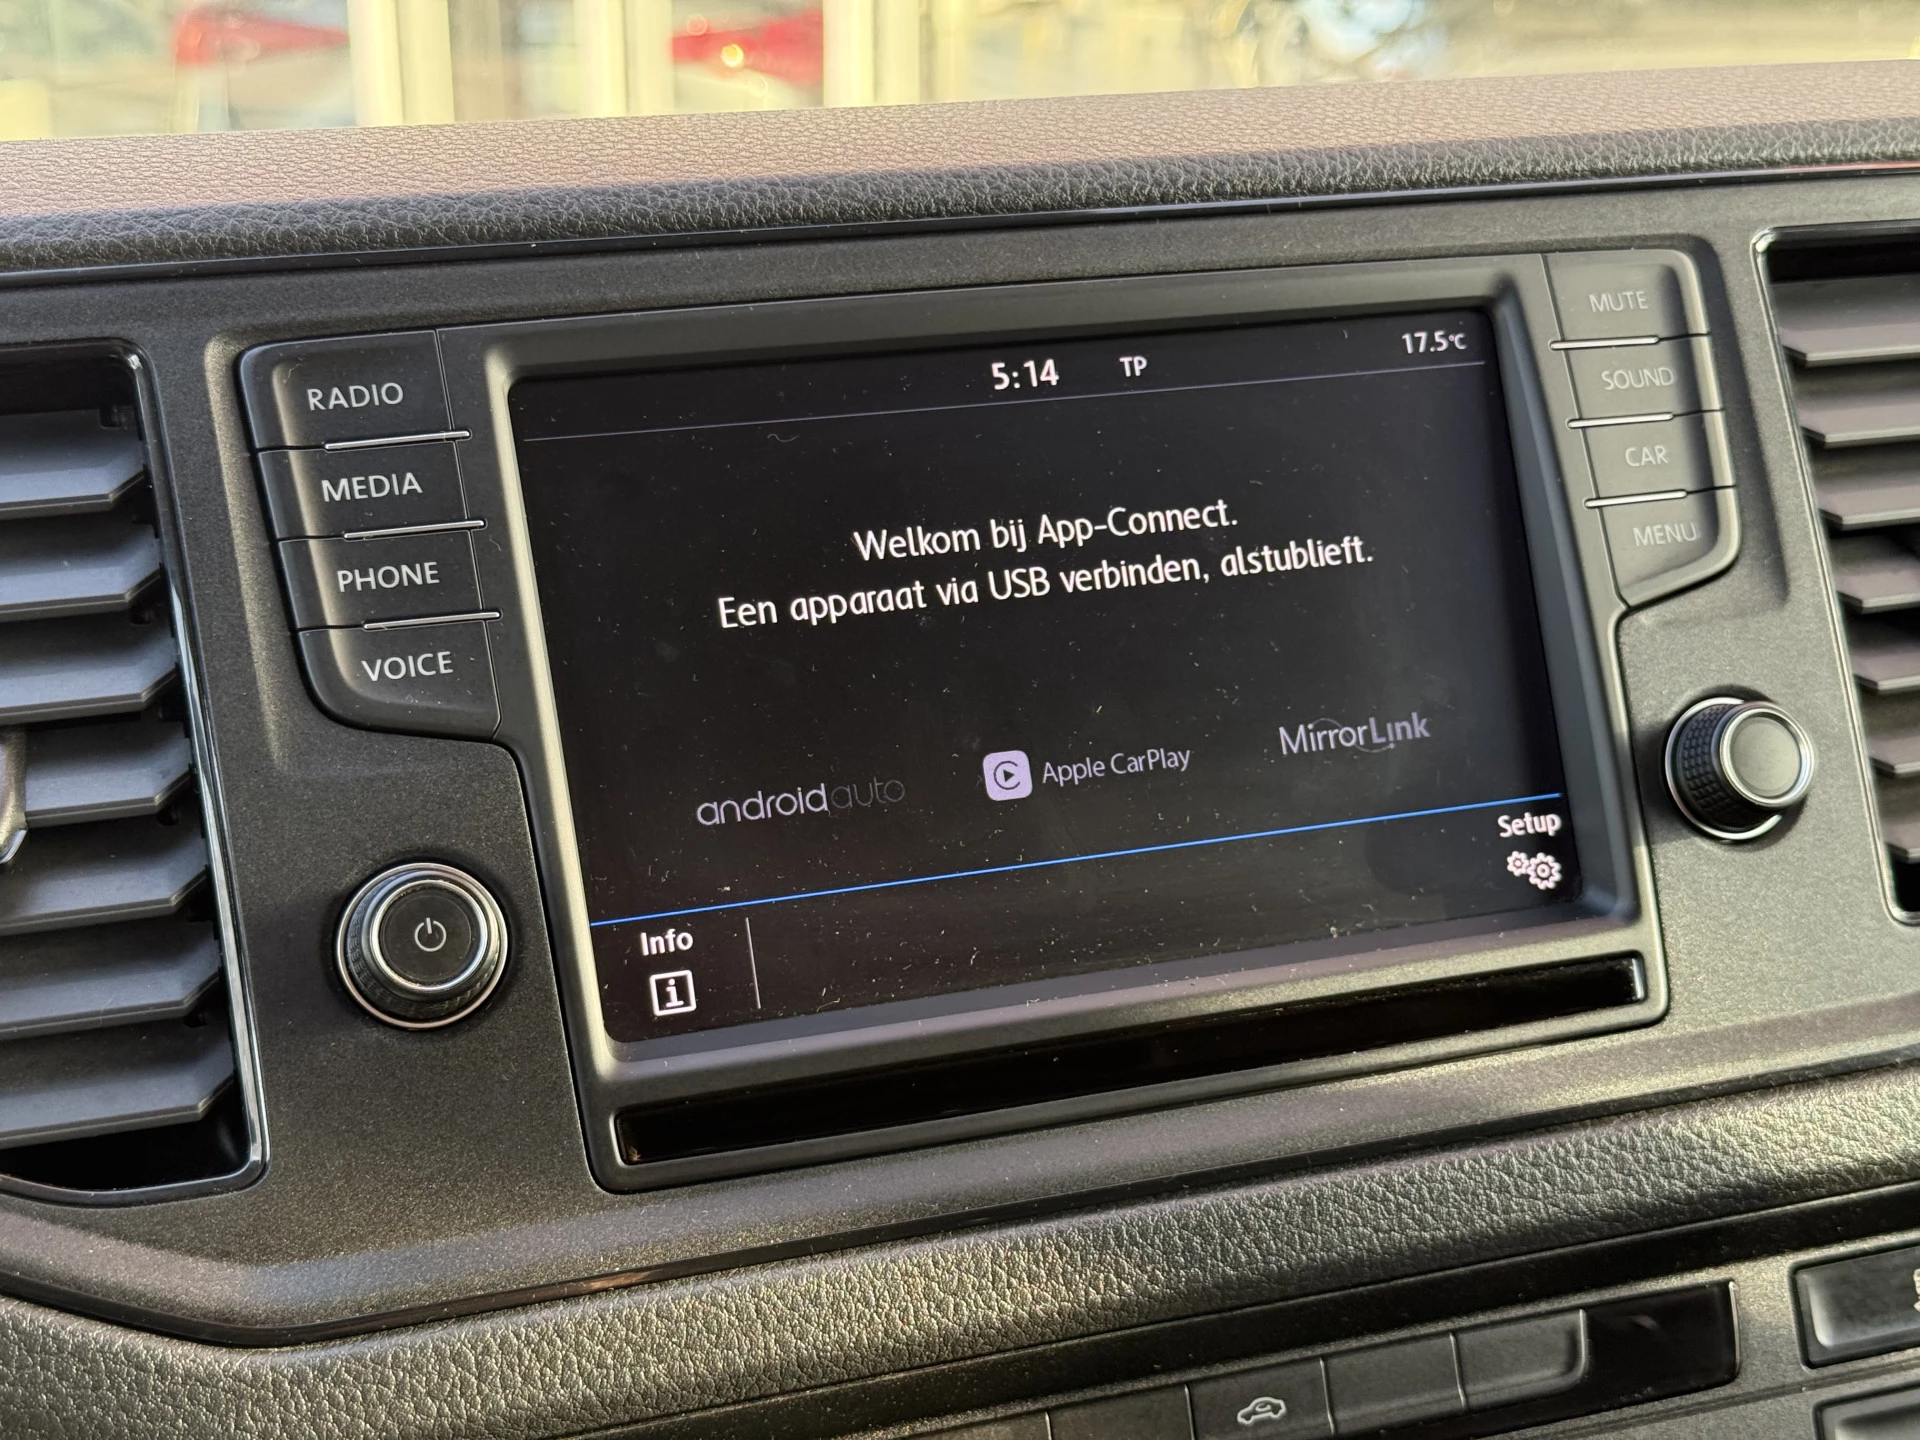 RADIO
MEDIA
PHONE
VOICE
5:14 TP 17.5°C
Welkom bij App-Connect.
Een apparaat via USB verbinden, alstublieft.
androidauto Apple CarPlay MirrorLink
Info
Setup
MUTE
SOUND
CAR
MENU